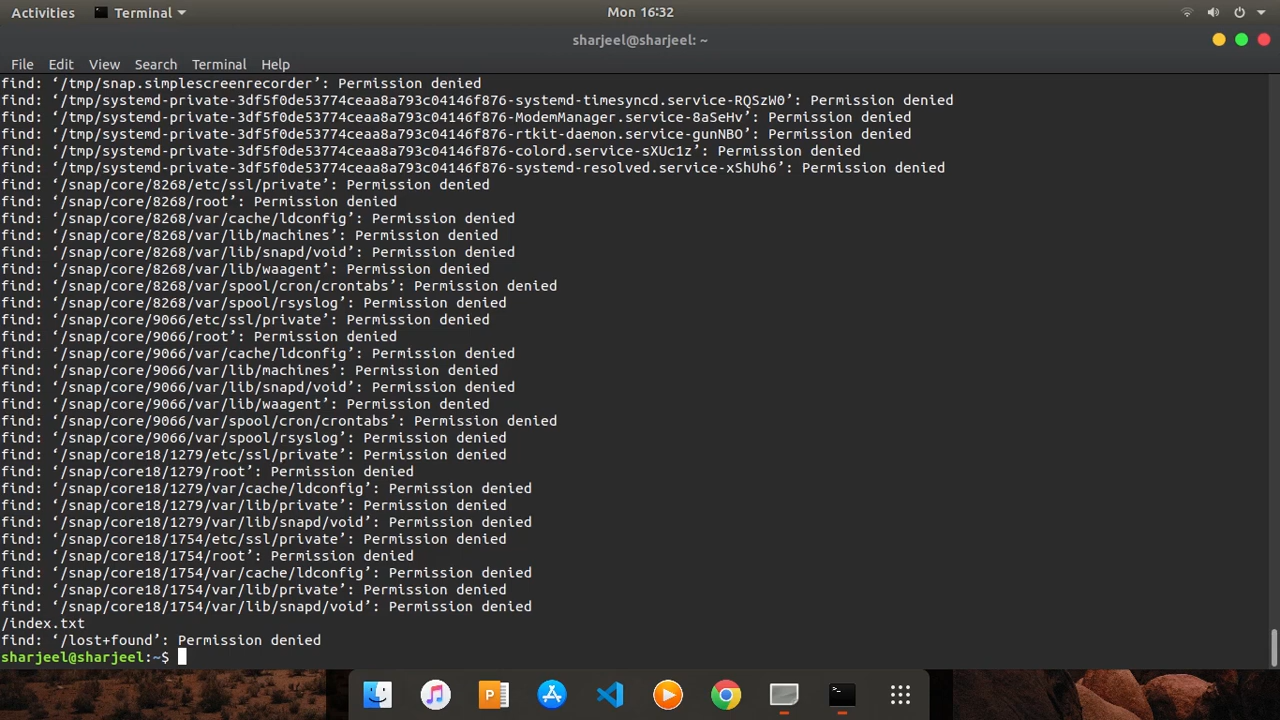 Activities Terminal Mon 16:32
sharjeel@sharjeel: ~
File Edit View Search Terminal Help
find: ‘/tmp/snap.simplescreenrecorder’: Permission denied
find: ‘/tmp/systemd-private-3df5f0de53774ceaa8a793c04146f876-systemd-timesyncd.service-RQSzW0’: Permission denied
find: ‘/tmp/systemd-private-3df5f0de53774ceaa8a793c04146f876-ModemManager.service-8aSeHv’: Permission denied
find: ‘/tmp/systemd-private-3df5f0de53774ceaa8a793c04146f876-rtkit-daemon.service-gunNBO’: Permission denied
find: ‘/tmp/systemd-private-3df5f0de53774ceaa8a793c04146f876-colord.service-sXUc1z’: Permission denied
find: ‘/tmp/systemd-private-3df5f0de53774ceaa8a793c04146f876-systemd-resolved.service-xShUh6’: Permission denied
find: ‘/snap/core/8268/etc/ssl/private’: Permission denied
find: ‘/snap/core/8268/root’: Permission denied
find: ‘/snap/core/8268/var/cache/ldconfig’: Permission denied
find: ‘/snap/core/8268/var/lib/machines’: Permission denied
find: ‘/snap/core/8268/var/lib/snapd/void’: Permission denied
find: ‘/snap/core/8268/var/lib/waagent’: Permission denied
find: ‘/snap/core/8268/var/spool/cron/crontabs’: Permission denied
find: ‘/snap/core/8268/var/spool/rsyslog’: Permission denied
find: ‘/snap/core/9066/etc/ssl/private’: Permission denied
find: ‘/snap/core/9066/root’: Permission denied
find: ‘/snap/core/9066/var/cache/ldconfig’: Permission denied
find: ‘/snap/core/9066/var/lib/machines’: Permission denied
find: ‘/snap/core/9066/var/lib/snapd/void’: Permission denied
find: ‘/snap/core/9066/var/lib/waagent’: Permission denied
find: ‘/snap/core/9066/var/spool/cron/crontabs’: Permission denied
find: ‘/snap/core/9066/var/spool/rsyslog’: Permission denied
find: ‘/snap/core18/1279/etc/ssl/private’: Permission denied
find: ‘/snap/core18/1279/root’: Permission denied
find: ‘/snap/core18/1279/var/cache/ldconfig’: Permission denied
find: ‘/snap/core18/1279/var/lib/private’: Permission denied
find: ‘/snap/core18/1279/var/lib/snapd/void’: Permission denied
find: ‘/snap/core18/1754/etc/ssl/private’: Permission denied
find: ‘/snap/core18/1754/root’: Permission denied
find: ‘/snap/core18/1754/var/cache/ldconfig’: Permission denied
find: ‘/snap/core18/1754/var/lib/private’: Permission denied
find: ‘/snap/core18/1754/var/lib/snapd/void’: Permission denied
/index.txt
find: ‘/lost+found’: Permission denied
sharjeel@sharjeel:~$
P